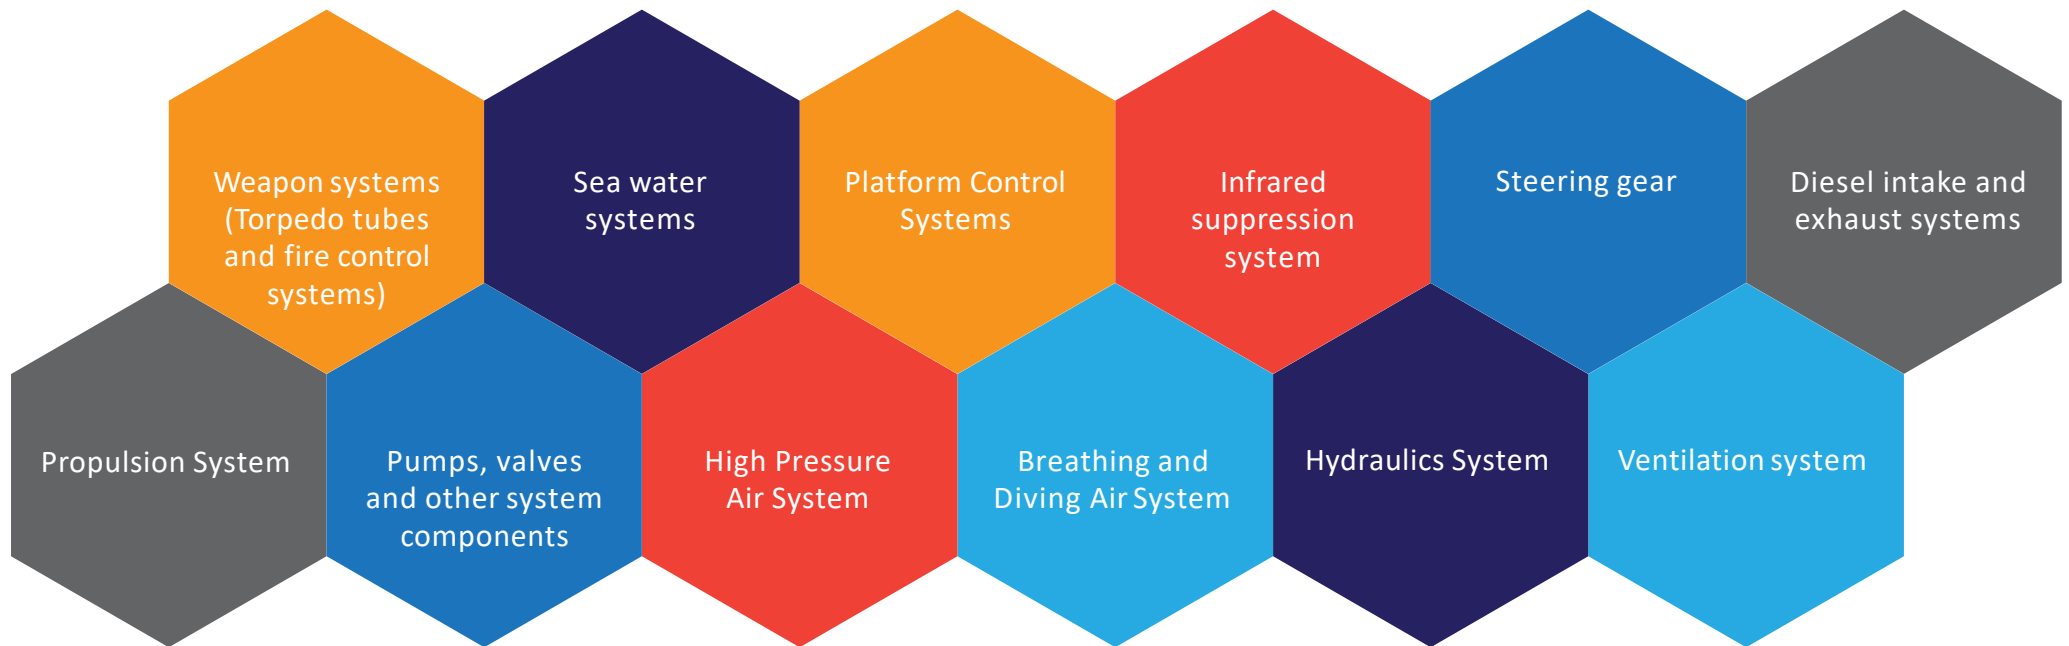 Weapon systems
(Torpedo tubes
and fire control
systems)
Sea water
systems
Platform Control
Systems
Infrared
suppression
system
Steering gear
Diesel intake and
exhaust systems
Propulsion System
Pumps, valves
and other system
components
High Pressure
Air System
Breathing and
Diving Air System
Hydraulics System
Ventilation system